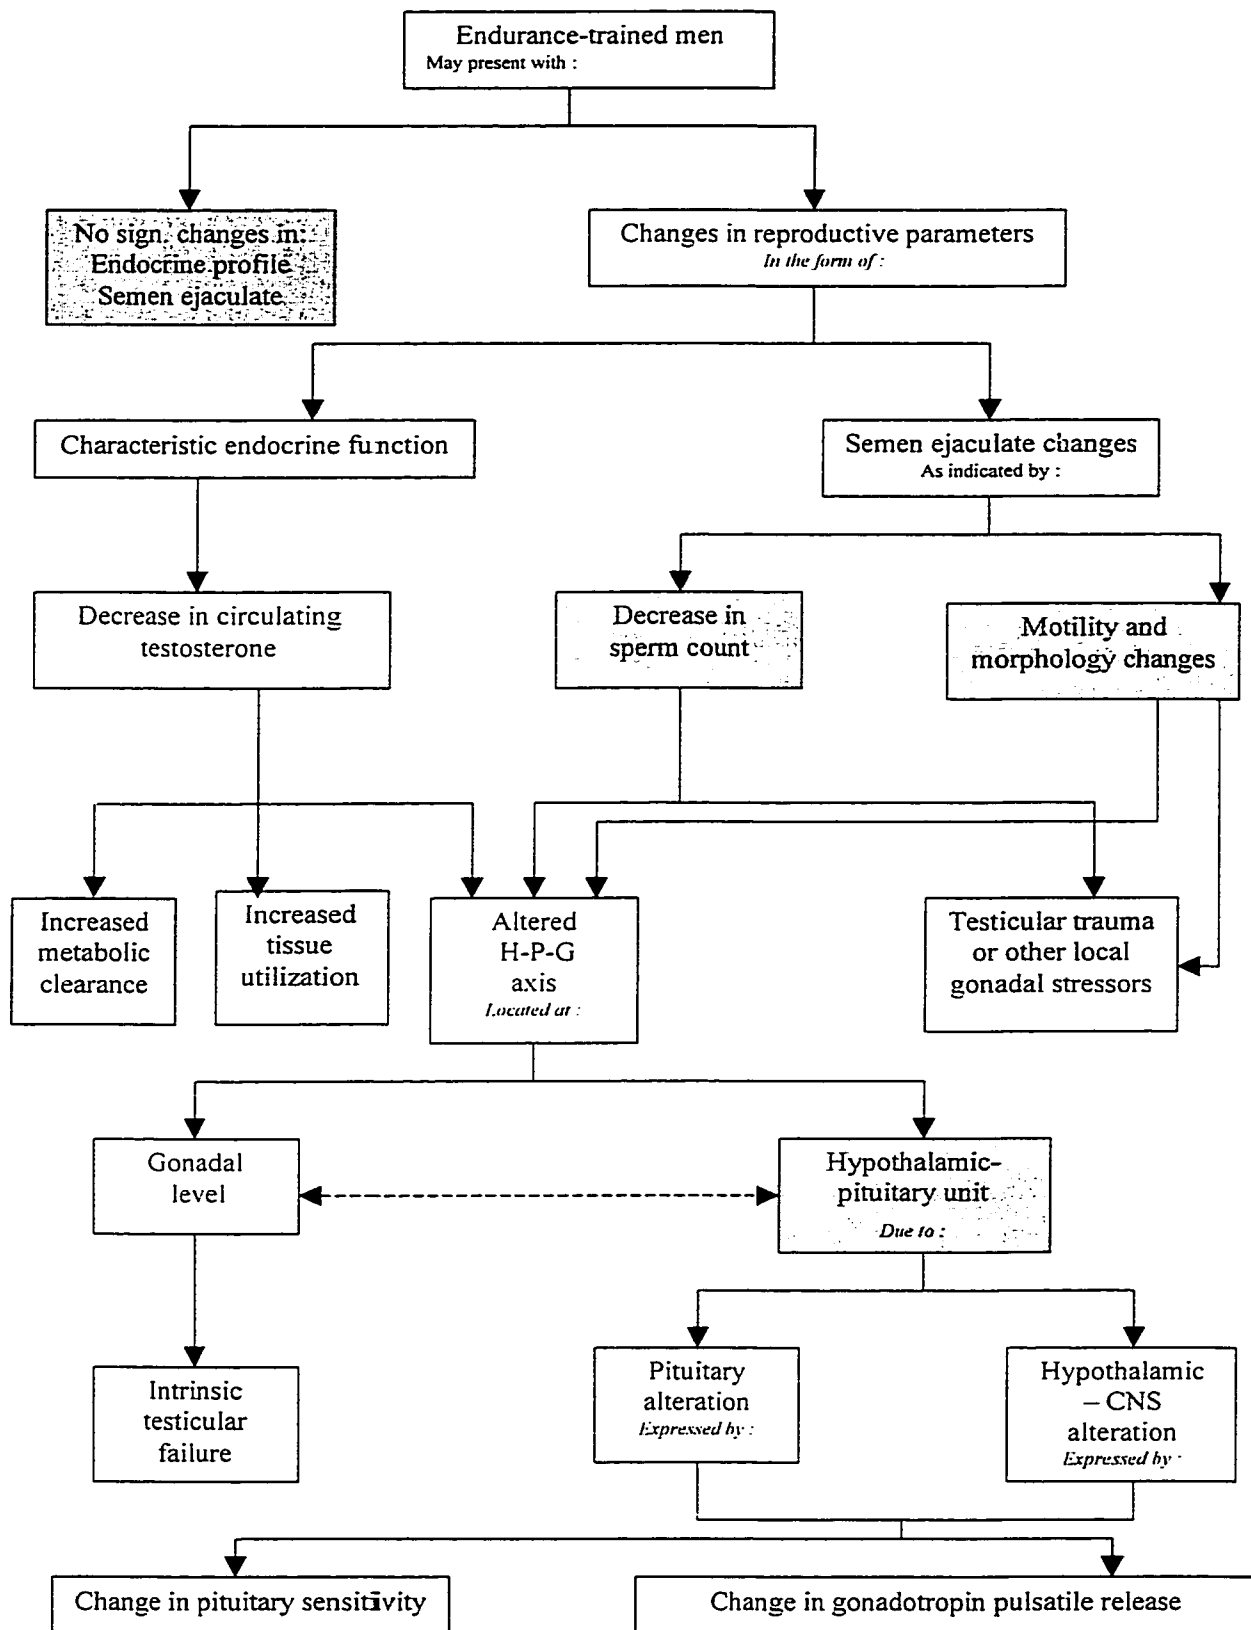 Endurance-trained men
May present with :
No sign. changes in:
Endocrine profile
Semen ejaculate
Changes in reproductive parameters
In the form of :
Characteristic endocrine function
Semen ejaculate changes
As indicated by :
Decrease in circulating
testosterone
Decrease in
sperm count
Motility and
morphology changes
Increased
metabolic
clearance
Increased
tissue
utilization
Altered
H-P-G
axis
Located at :
Testicular trauma
or other local
gonadal stressors
Gonadal
level
Hypothalamic-
pituitary unit
Due to :
Intrinsic
testicular
failure
Pituitary
alteration
Expressed by :
Hypothalamic
– CNS
alteration
Expressed by :
Change in pituitary sensitivity
Change in gonadotropin pulsatile release